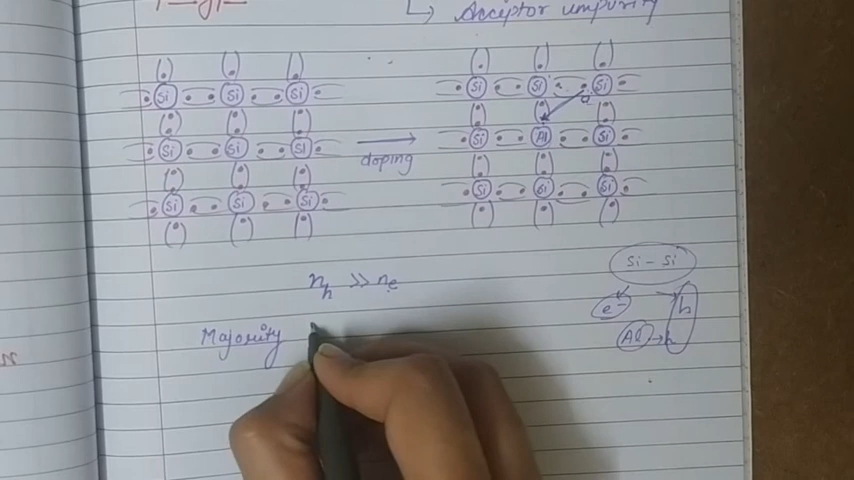 Acceptor impurity
Si Si Si Si Si Si
Si Si Si doping Si Al Si
Si Si Si Si Si Si
Si - Si
nh >> ne
e⁻ h
Majority
Al → h